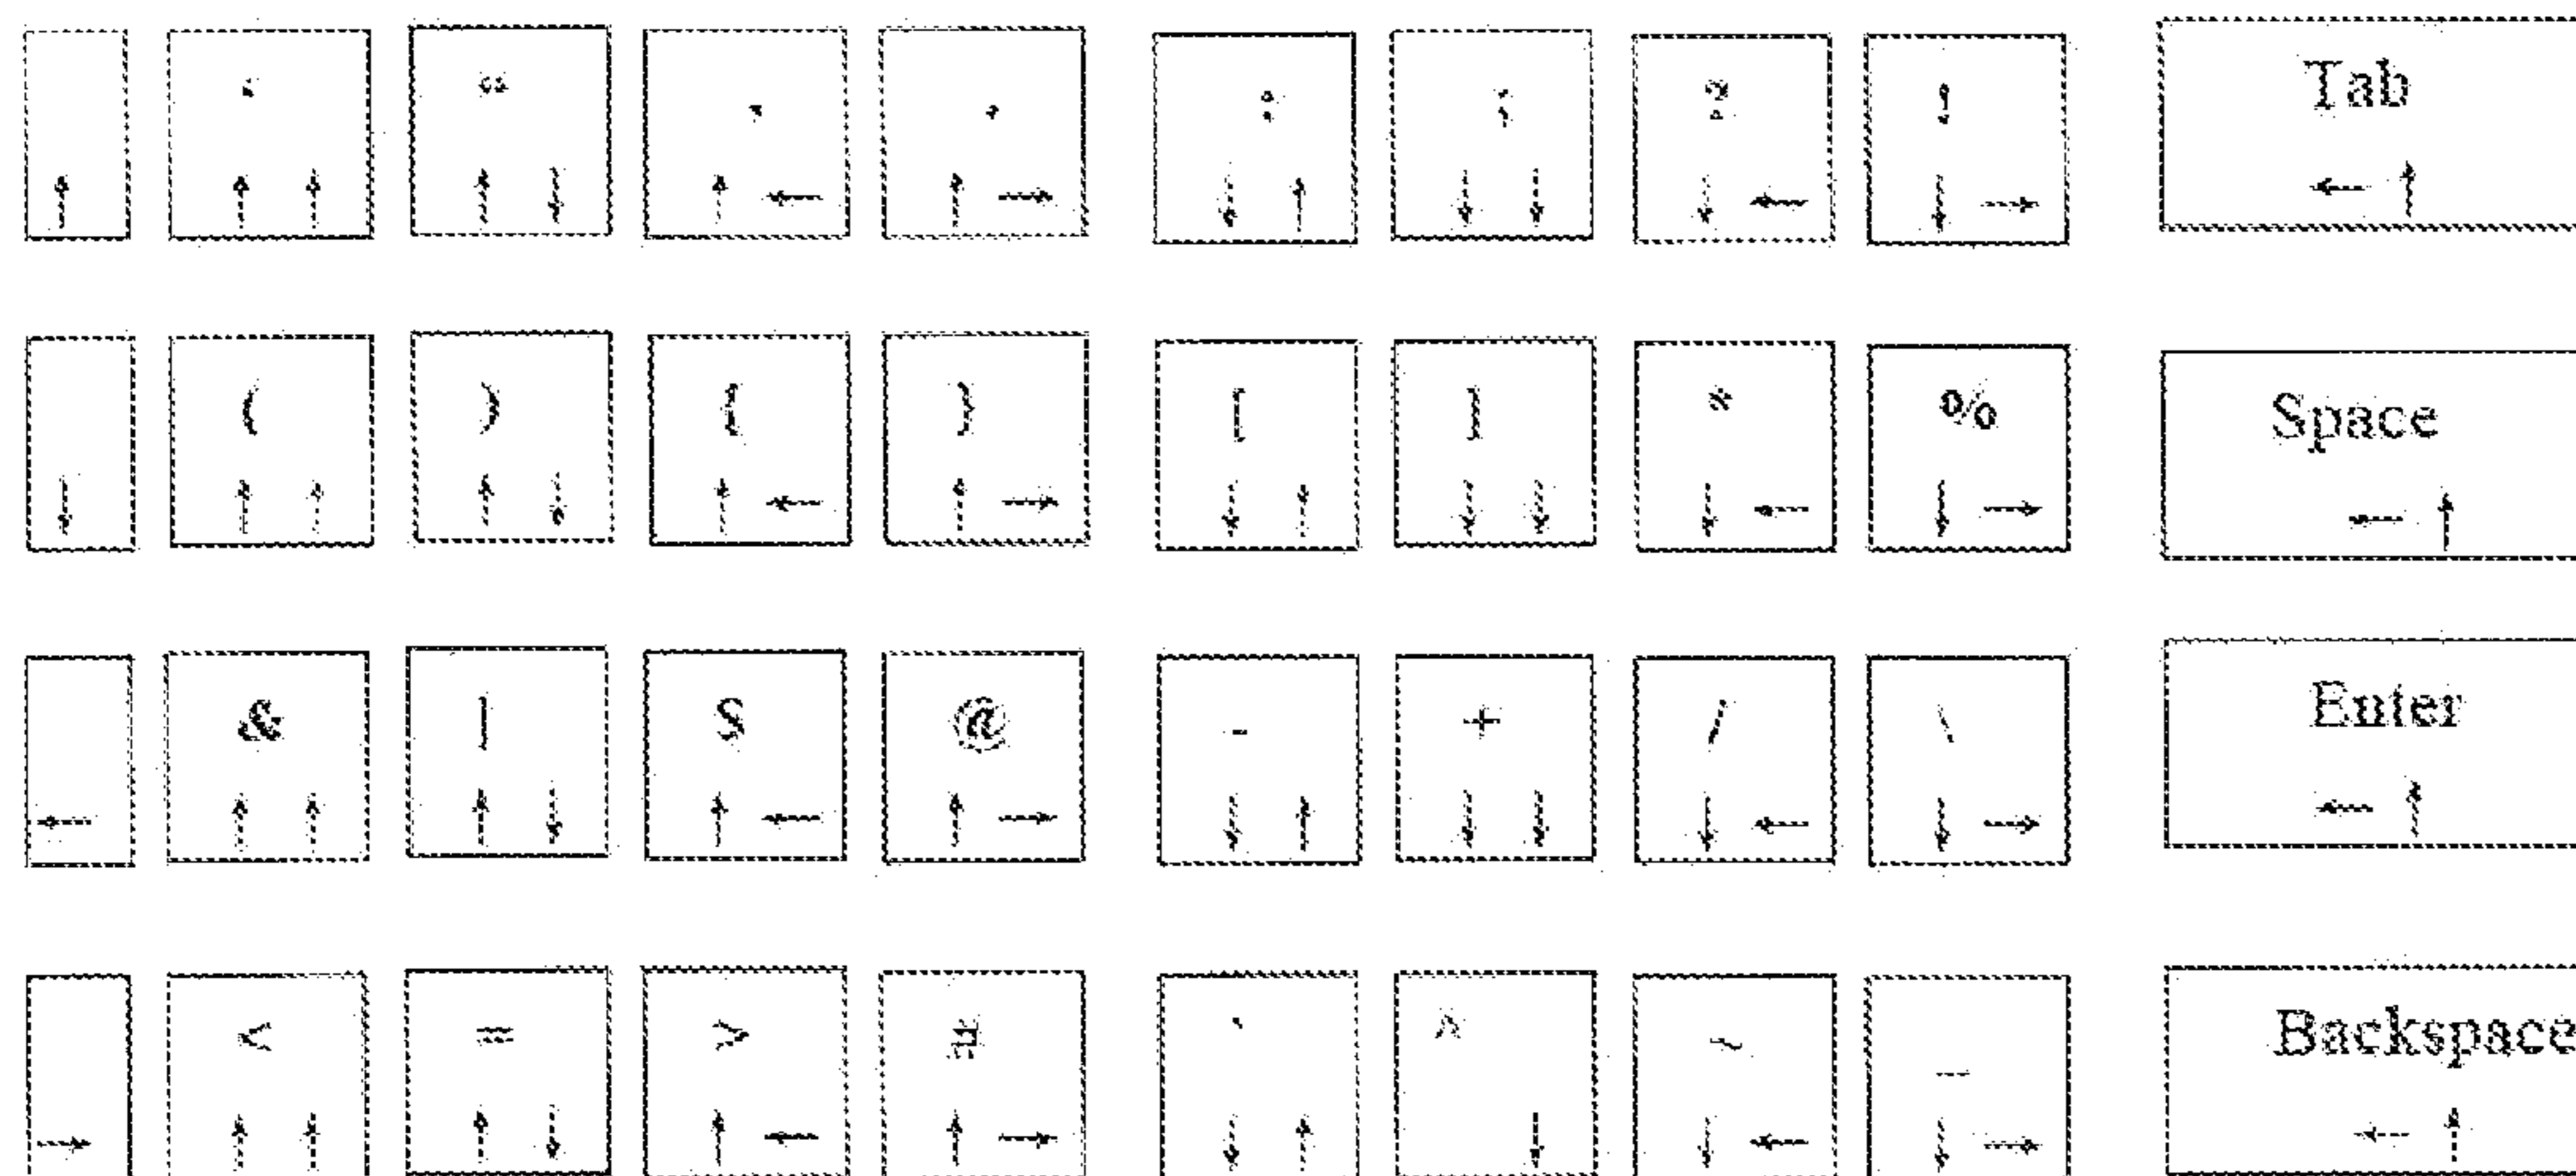 ‘ “ , . : ; ? ! Tab
↑ ↑ ↑ ↑ ↓ ↑ ← ↑ → ↓ ↑ ↓ ↓ ↓ ← ↓ → ← ↑
( ) { } [ ] * % Space
↓ ↑ ↑ ↑ ↓ ↑ ← ↑ → ↓ ↑ ↓ ↓ ↓ ← ↓ → ← ↑
& | $ @ - + / \ Enter
← ↑ ↑ ↑ ↓ ↑ ← ↑ → ↓ ↑ ↓ ↓ ↓ ← ↓ → ← ↑
< = > # ` ^ ~ _ Backspace
→ ↑ ↑ ↑ ↓ ↑ ← ↑ → ↓ ↑ ↓ ↓ ← ↓ → ← ↑